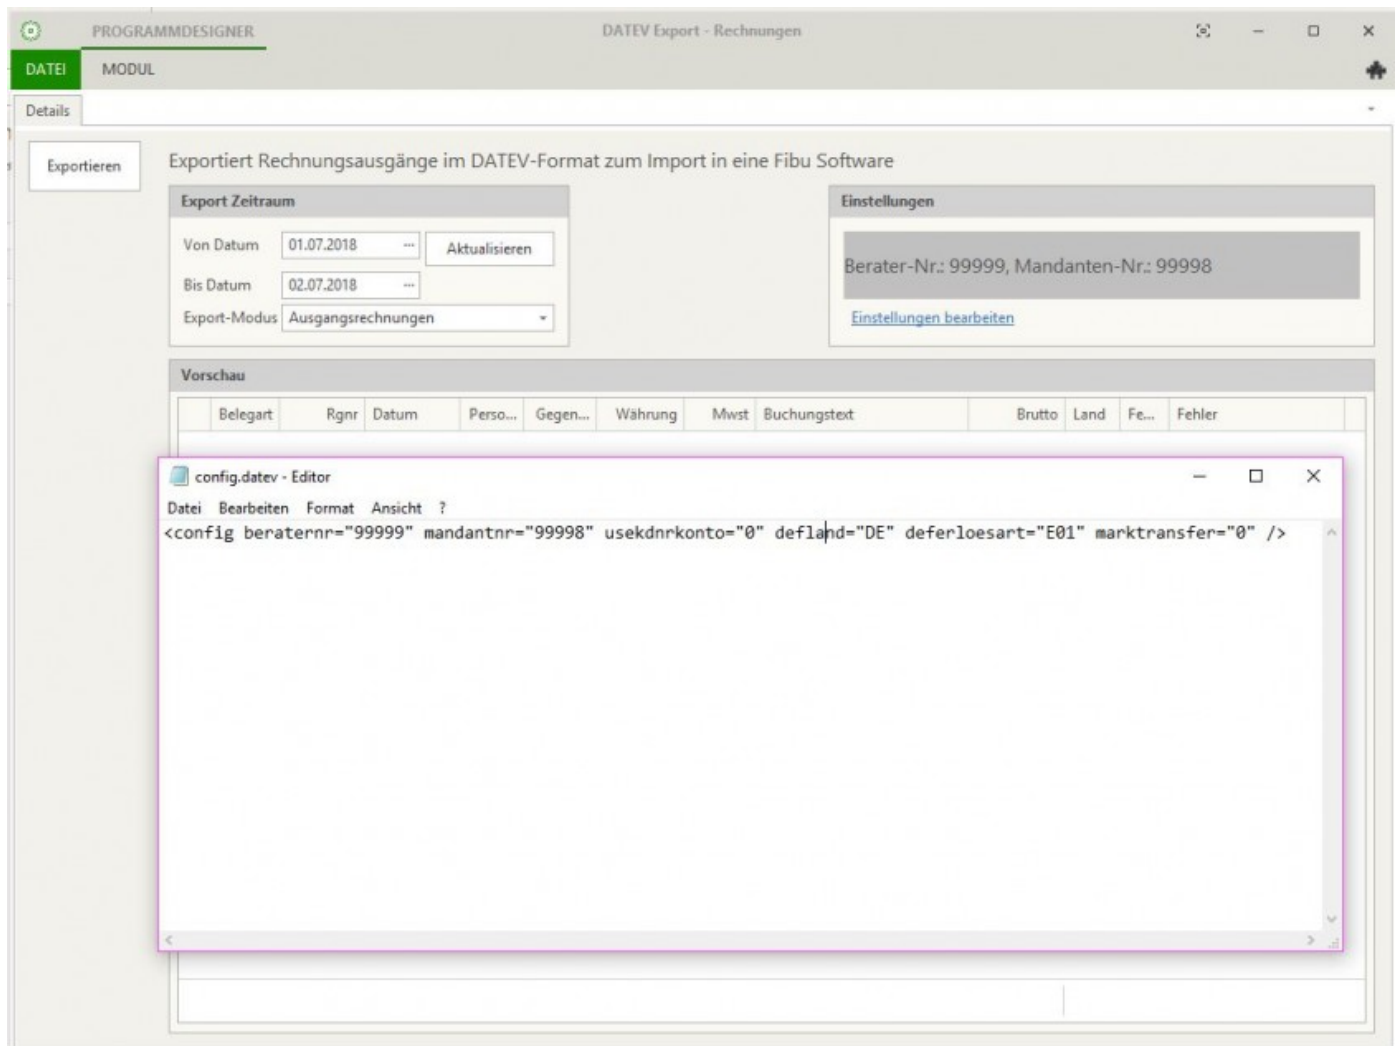 PROGRAMMDESIGNER
DATEV Export - Rechnungen
DATEI MODUL
Details
Exportieren
Exportiert Rechnungsausgänge im DATEV-Format zum Import in eine Fibu Software
Export Zeitraum
Von Datum 01.07.2018 ... Aktualisieren
Bis Datum 02.07.2018 ...
Export-Modus Ausgangsrechnungen
Einstellungen
Berater-Nr.: 99999, Mandanten-Nr.: 99998
Einstellungen bearbeiten
Vorschau
Belegart Rgnr Datum Perso... Gegen... Währung Mwst Buchungstext Brutto Land Fe... Fehler
config.datev - Editor
Datei Bearbeiten Format Ansicht ?
<config beraternr="99999" mandantnr="99998" usekdnrkonto="0" defland="DE" deferloesart="E01" marktransfer="0" />